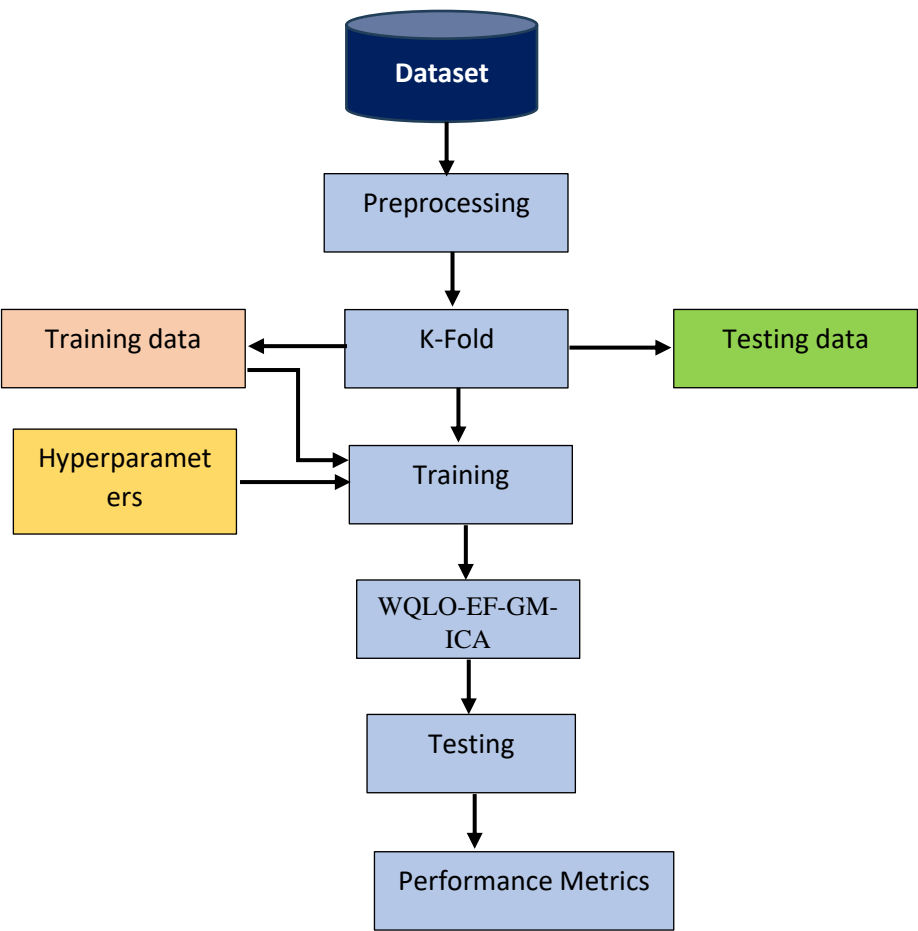 Dataset
Preprocessing
Training data
K-Fold
Testing data
Hyperparamet
ers
Training
WQLO-EF-GM-
ICA
Testing
Performance Metrics